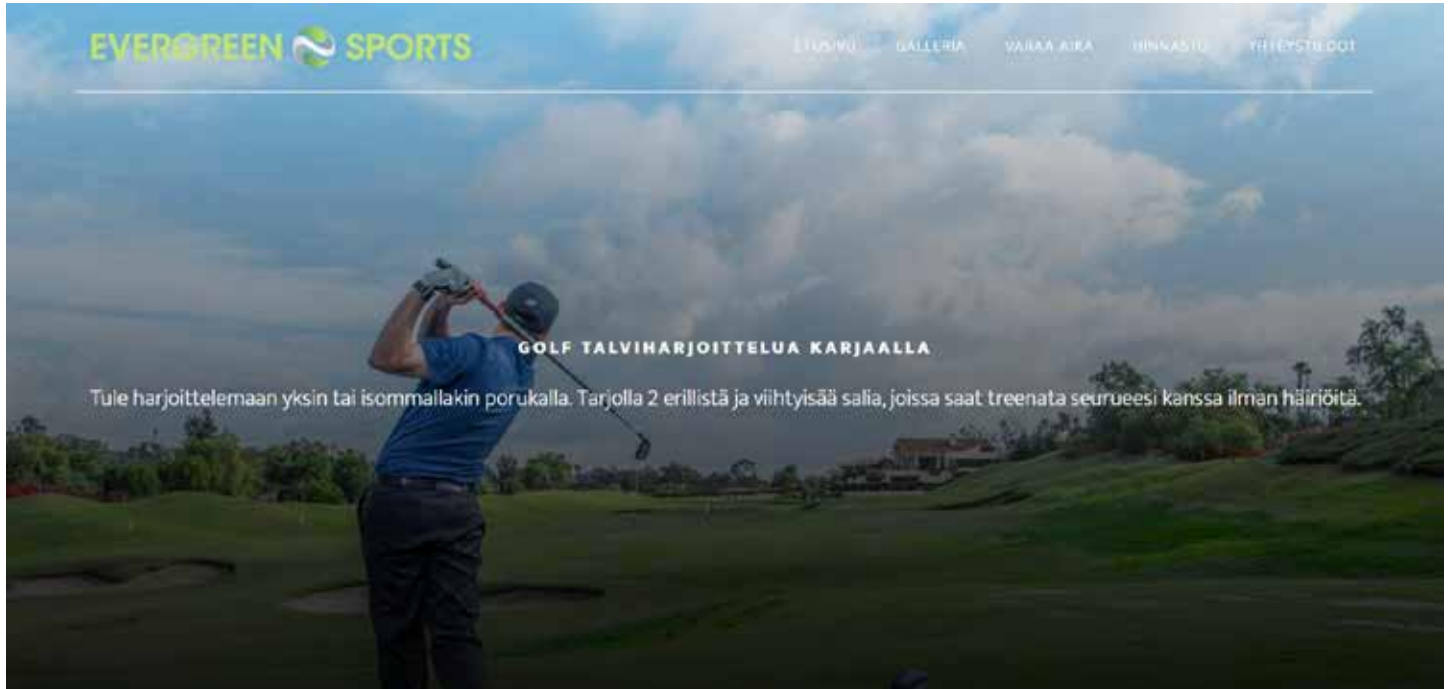 EVERGREEN SPORTS
ETUSIVU GALLERIA VARAA AIKA HINNASTO YHTEYSTIEDOT
GOLF TALVIHARJOITTELUA KARJAALLA
Tule harjoittelemaan yksin tai isommallakin porukalla. Tarjolla 2 erillistä ja viihtyisää salia, joissa saat treenata seurueesi kanssa ilman häiriöitä.